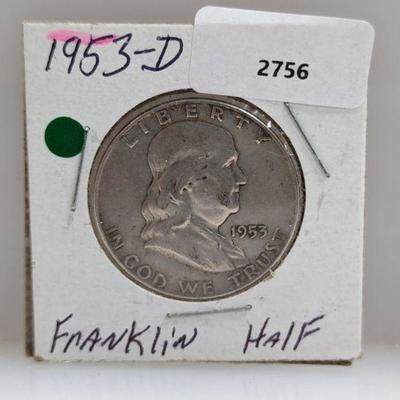 1953-D
2756
LIBERTY
1953
IN GOD WE TRUST
FRANKLIN HALF